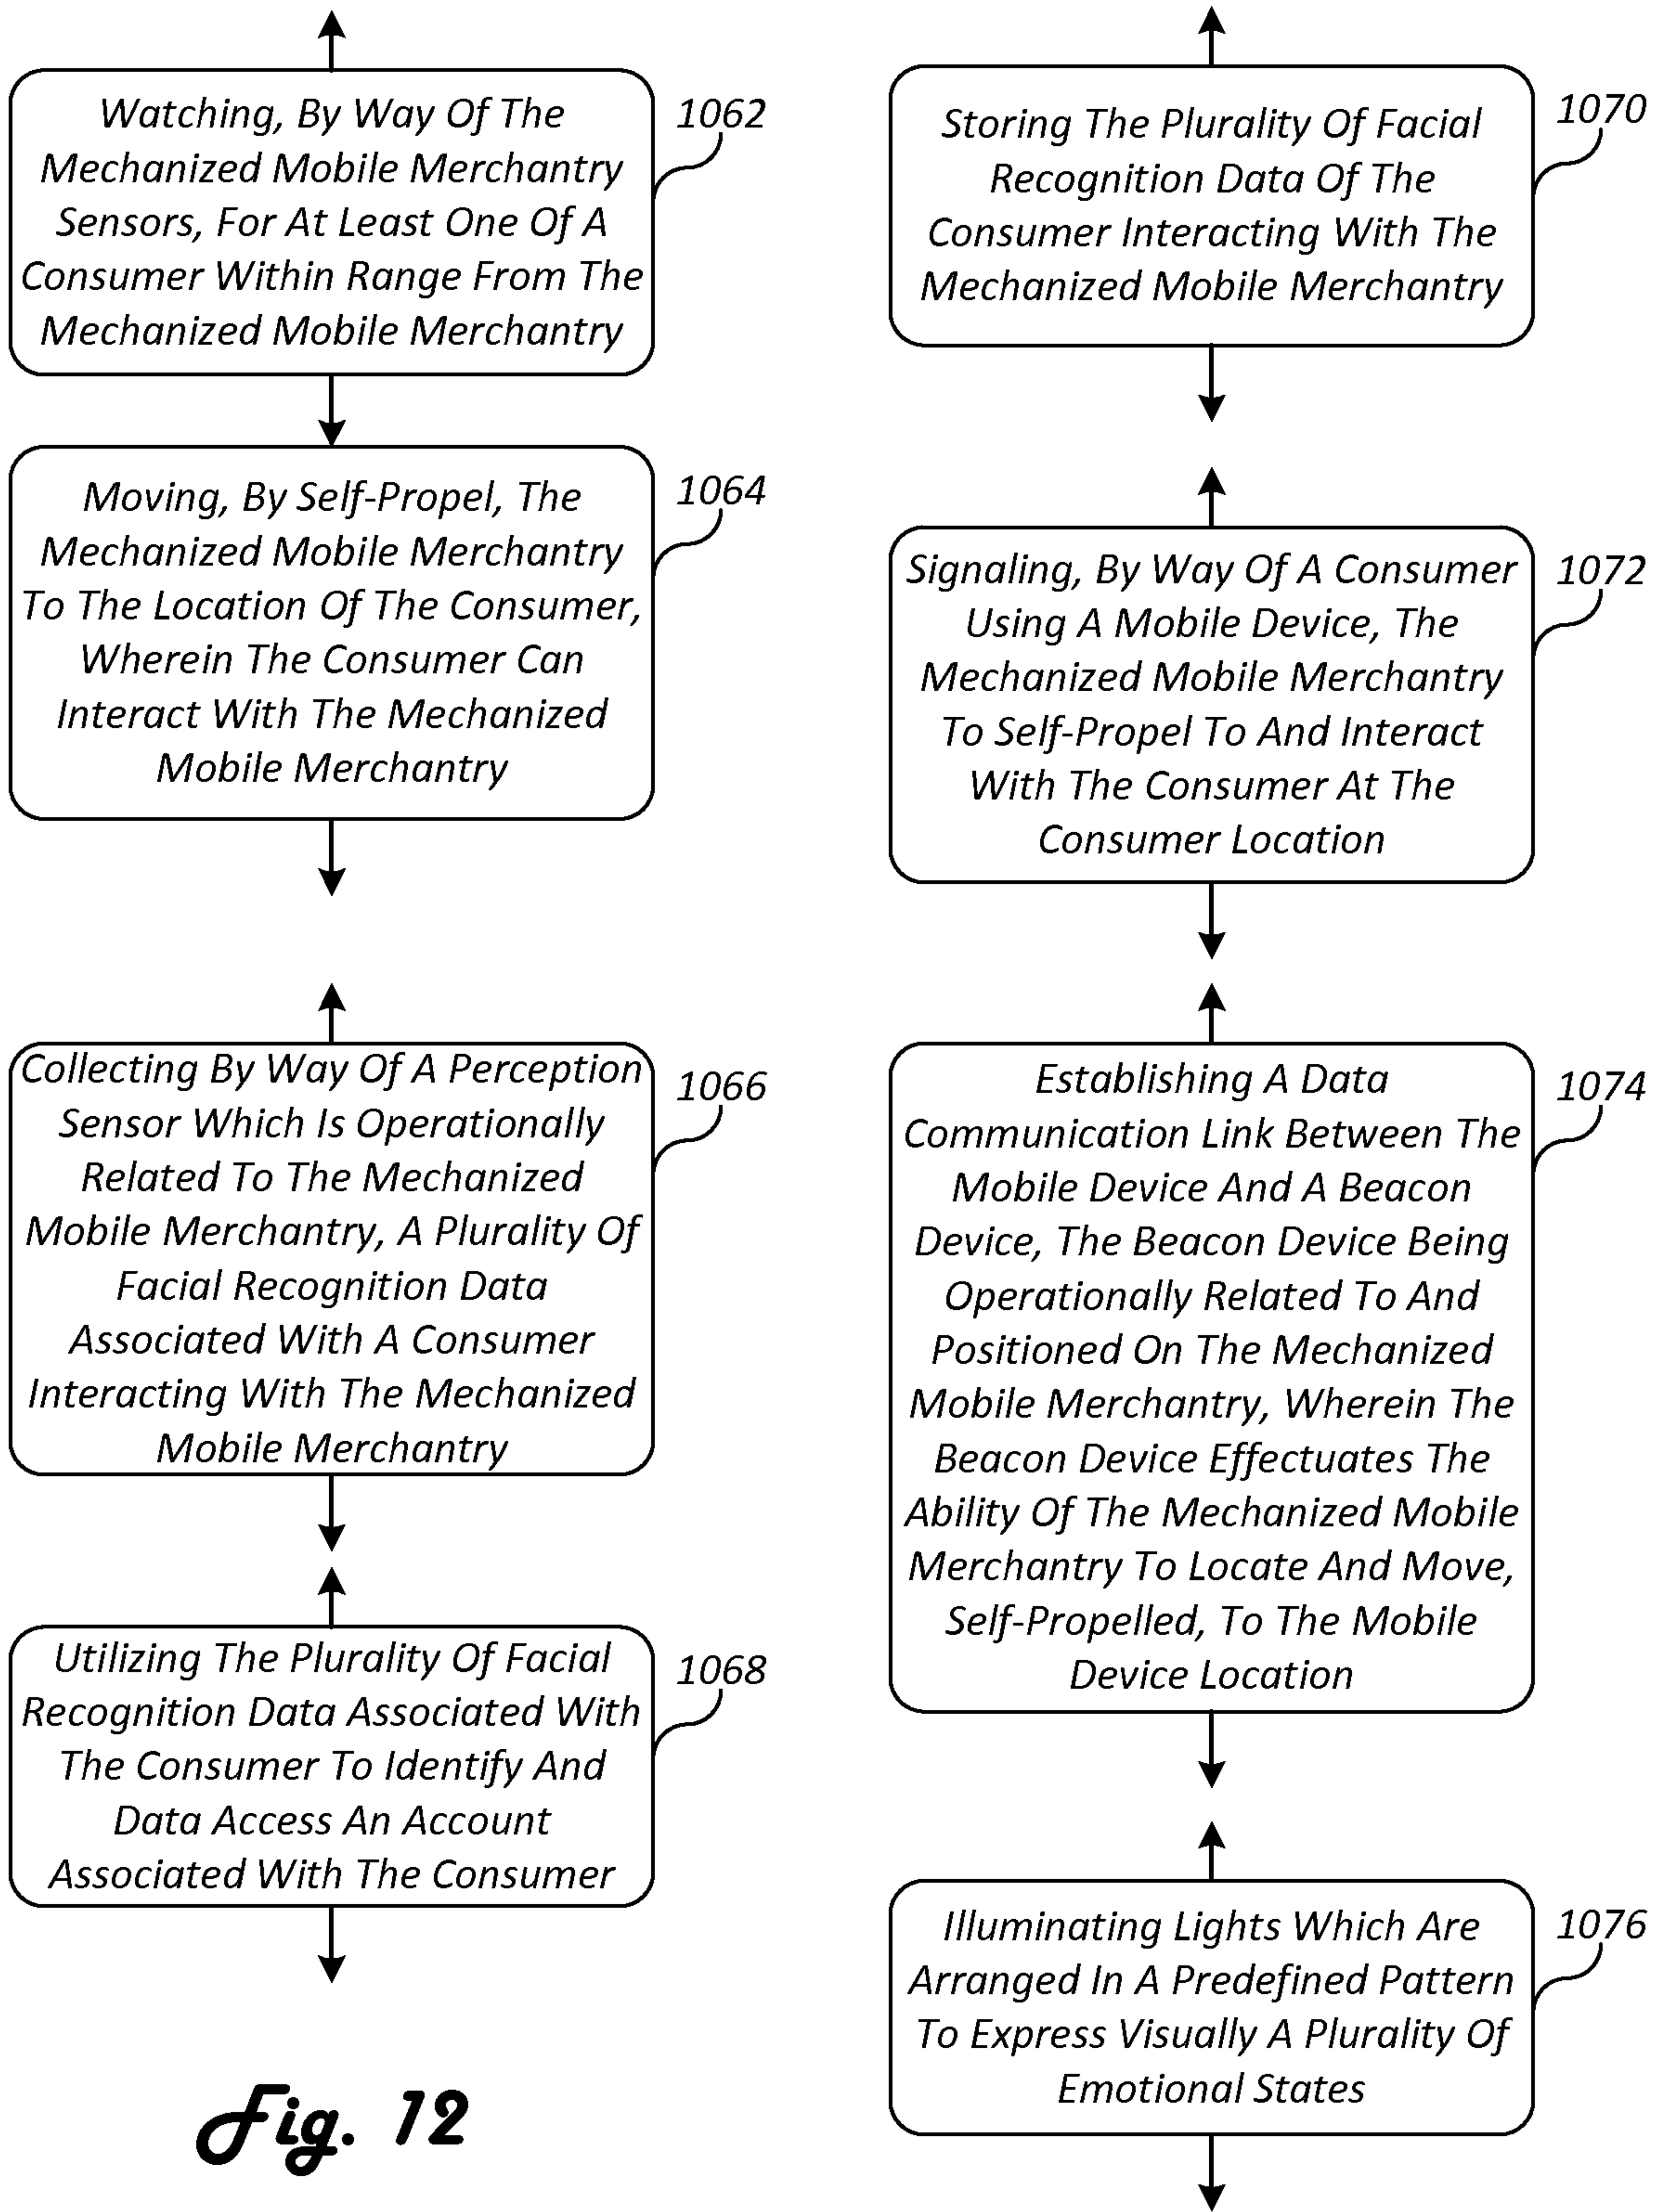 Watching, By Way Of The
Mechanized Mobile Merchantry
Sensors, For At Least One Of A
Consumer Within Range From The
Mechanized Mobile Merchantry
1062
Moving, By Self-Propel, The
Mechanized Mobile Merchantry
To The Location Of The Consumer,
Wherein The Consumer Can
Interact With The Mechanized
Mobile Merchantry
1064
Collecting By Way Of A Perception
Sensor Which Is Operationally
Related To The Mechanized
Mobile Merchantry, A Plurality Of
Facial Recognition Data
Associated With A Consumer
Interacting With The Mechanized
Mobile Merchantry
1066
Utilizing The Plurality Of Facial
Recognition Data Associated With
The Consumer To Identify And
Data Access An Account
Associated With The Consumer
1068
Storing The Plurality Of Facial
Recognition Data Of The
Consumer Interacting With The
Mechanized Mobile Merchantry
1070
Signaling, By Way Of A Consumer
Using A Mobile Device, The
Mechanized Mobile Merchantry
To Self-Propel To And Interact
With The Consumer At The
Consumer Location
1072
Establishing A Data
Communication Link Between The
Mobile Device And A Beacon
Device, The Beacon Device Being
Operationally Related To And
Positioned On The Mechanized
Mobile Merchantry, Wherein The
Beacon Device Effectuates The
Ability Of The Mechanized Mobile
Merchantry To Locate And Move,
Self-Propelled, To The Mobile
Device Location
1074
Illuminating Lights Which Are
Arranged In A Predefined Pattern
To Express Visually A Plurality Of
Emotional States
1076
Fig. 12